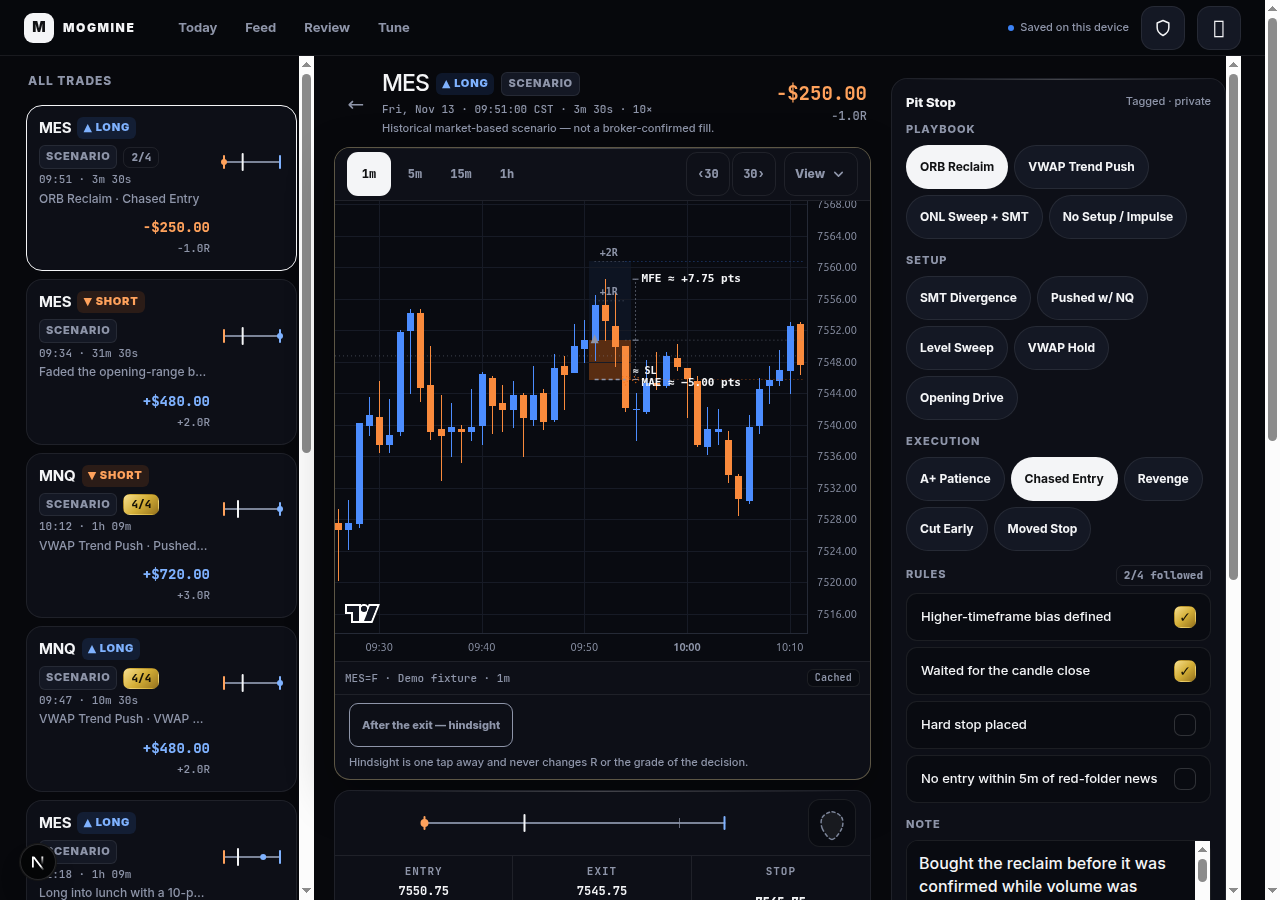 M MOGMINE Today Feed Review Tune Saved on this device
ALL TRADES
MES ▲ LONG
SCENARIO 2/4
09:51 · 3m 30s
ORB Reclaim · Chased Entry
-$250.00
-1.0R
MES ▼ SHORT
SCENARIO
09:34 · 31m 30s
Faded the opening-range b...
+$480.00
+2.0R
MNQ ▼ SHORT
SCENARIO 4/4
10:12 · 1h 09m
VWAP Trend Push · Pushed...
+$720.00
+3.0R
MNQ ▲ LONG
SCENARIO 4/4
09:47 · 10m 30s
VWAP Trend Push · VWAP ...
+$480.00
+2.0R
MES ▲ LONG
CENARIO
:18 · 1h 09m
Long into lunch with a 10-p...
N
← MES ▲ LONG SCENARIO
Fri, Nov 13 · 09:51:00 CST · 3m 30s · 10×
Historical market-based scenario — not a broker-confirmed fill.
-$250.00
-1.0R
1m 5m 15m 1h ‹30 30› View
7568.00
7564.00
7560.00
7556.00
7552.00
7548.00
7544.00
7540.00
7536.00
7532.00
7528.00
7524.00
7520.00
7516.00
+2R
MFE ≈ +7.75 pts
+1R
≈ SL
MAE ≈ −5.00 pts
09:30 09:40 09:50 10:00 10:10
MES=F · Demo fixture · 1m Cached
After the exit — hindsight
Hindsight is one tap away and never changes R or the grade of the decision.
ENTRY EXIT STOP
7550.75 7545.75
Pit Stop Tagged · private
PLAYBOOK
ORB Reclaim VWAP Trend Push
ONL Sweep + SMT No Setup / Impulse
SETUP
SMT Divergence Pushed w/ NQ
Level Sweep VWAP Hold
Opening Drive
EXECUTION
A+ Patience Chased Entry Revenge
Cut Early Moved Stop
RULES 2/4 followed
Higher-timeframe bias defined ✓
Waited for the candle close ✓
Hard stop placed
No entry within 5m of red-folder news
NOTE
Bought the reclaim before it was
confirmed while volume was